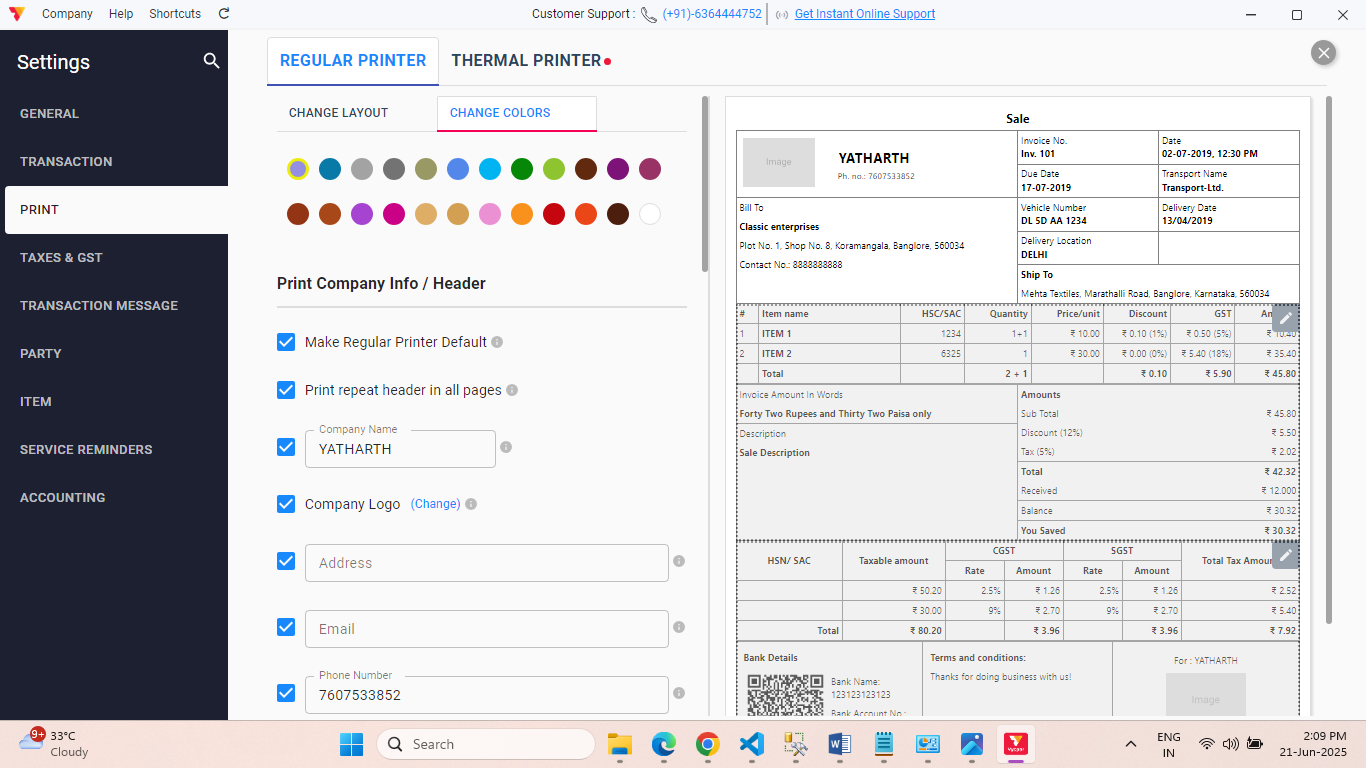 Company Help Shortcuts
Customer Support : (+91)-6364444752 Get Instant Online Support
Settings
GENERAL
TRANSACTION
PRINT
TAXES & GST
TRANSACTION MESSAGE
PARTY
ITEM
SERVICE REMINDERS
ACCOUNTING
REGULAR PRINTER THERMAL PRINTER
CHANGE LAYOUT CHANGE COLORS
Print Company Info / Header
Make Regular Printer Default
Print repeat header in all pages
Company Name
YATHARTH
Company Logo (Change)
Address
Email
Phone Number
7607533852
Sale
Image
YATHARTH
Ph. no.: 7607533852
Invoice No.
Inv. 101
Date
02-07-2019, 12:30 PM
Due Date
17-07-2019
Transport Name
Transport-Ltd.
Bill To
Classic enterprises
Plot No. 1, Shop No. 8, Koramangala, Banglore, 560034
Contact No.: 8888888888
Vehicle Number
DL 5D AA 1234
Delivery Date
13/04/2019
Delivery Location
DELHI
Ship To
Mehta Textiles, Marathalli Road, Banglore, Karnataka, 560034
# Item name HSC/SAC Quantity Price/unit Discount GST
1 ITEM 1 1234 1+1 ₹ 10.00 ₹ 0.10 (1%) ₹ 0.50 (5%) ₹ 10.40
2 ITEM 2 6325 1 ₹ 30.00 ₹ 0.00 (0%) ₹ 5.40 (18%) ₹ 35.40
Total 2 + 1 ₹ 0.10 ₹ 5.90 ₹ 45.80
Invoice Amount In Words
Forty Two Rupees and Thirty Two Paisa only
Description
Sale Description
Amounts
Sub Total ₹ 45.80
Discount (12%) ₹ 5.50
Tax (5%) ₹ 2.02
Total ₹ 42.32
Received ₹ 12.000
Balance ₹ 30.32
You Saved ₹ 30.32
HSN/ SAC Taxable amount CGST SGST Total Tax
Rate Amount Rate Amount
₹ 50.20 2.5% ₹ 1.26 2.5% ₹ 1.26 ₹ 2.52
₹ 30.00 9% ₹ 2.70 9% ₹ 2.70 ₹ 5.40
Total ₹ 80.20 ₹ 3.96 ₹ 3.96 ₹ 7.92
Bank Details
Bank Name:
123123123123
Bank Account No.:
Terms and conditions:
Thanks for doing business with us!
For : YATHARTH
Image
9+
33°C
Cloudy
Search
Vyapar
ENG
IN
2:09 PM
21-Jun-2025